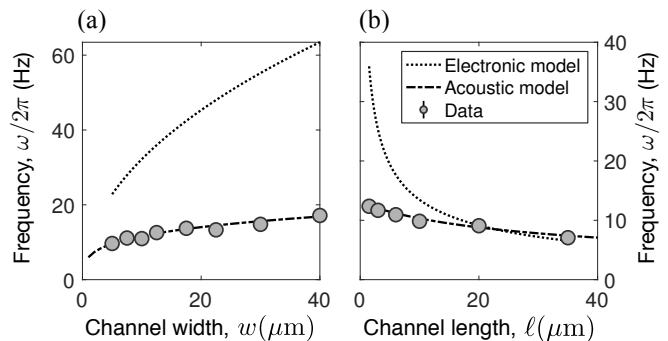 (a)
(b)
60
40
20
0
Frequency, ω/2π (Hz)
0
20
40
Channel width, w(μm)
Electronic model
Acoustic model
Data
40
30
20
10
0
Frequency, ω/2π (Hz)
0
20
40
Channel length, ℓ(μm)